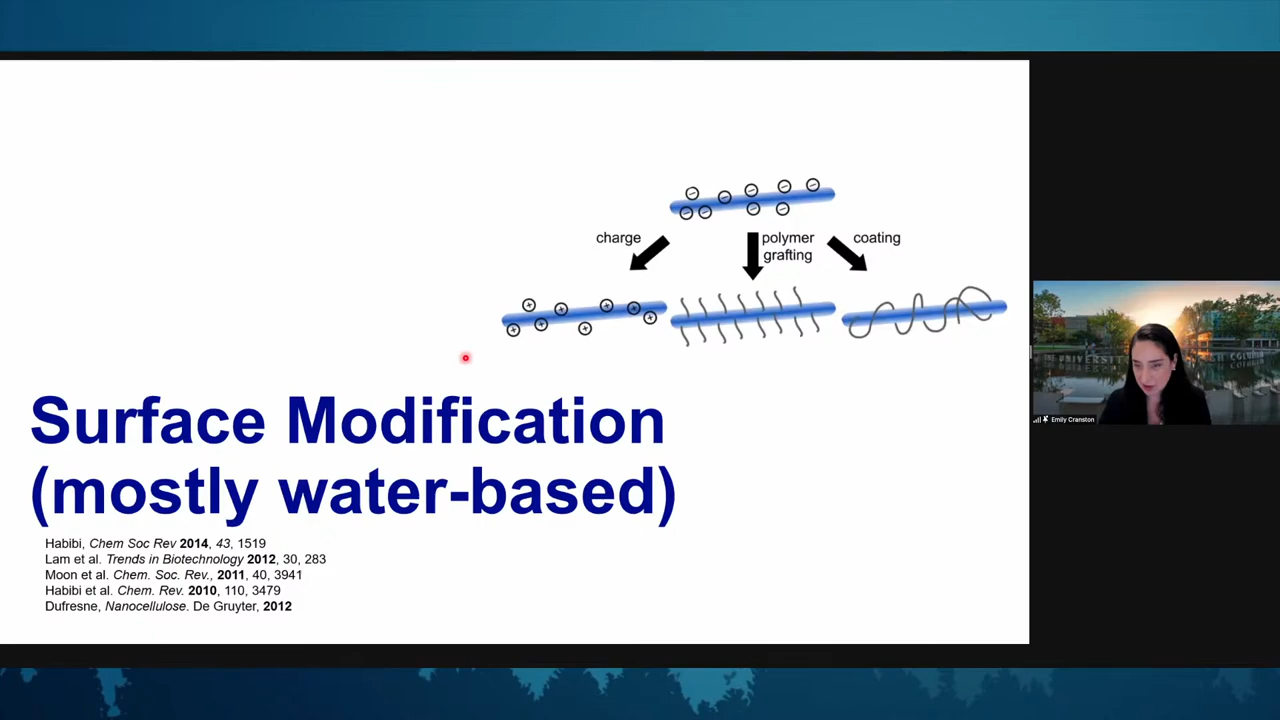 charge
polymer
grafting
coating
Surface Modification
(mostly water-based)
Habibi, Chem Soc Rev 2014, 43, 1519
Lam et al. Trends in Biotechnology 2012, 30, 283
Moon et al. Chem. Soc. Rev., 2011, 40, 3941
Habibi et al. Chem. Rev. 2010, 110, 3479
Dufresne, Nanocellulose. De Gruyter, 2012
THE UNIVERSITY
Emily Cranston